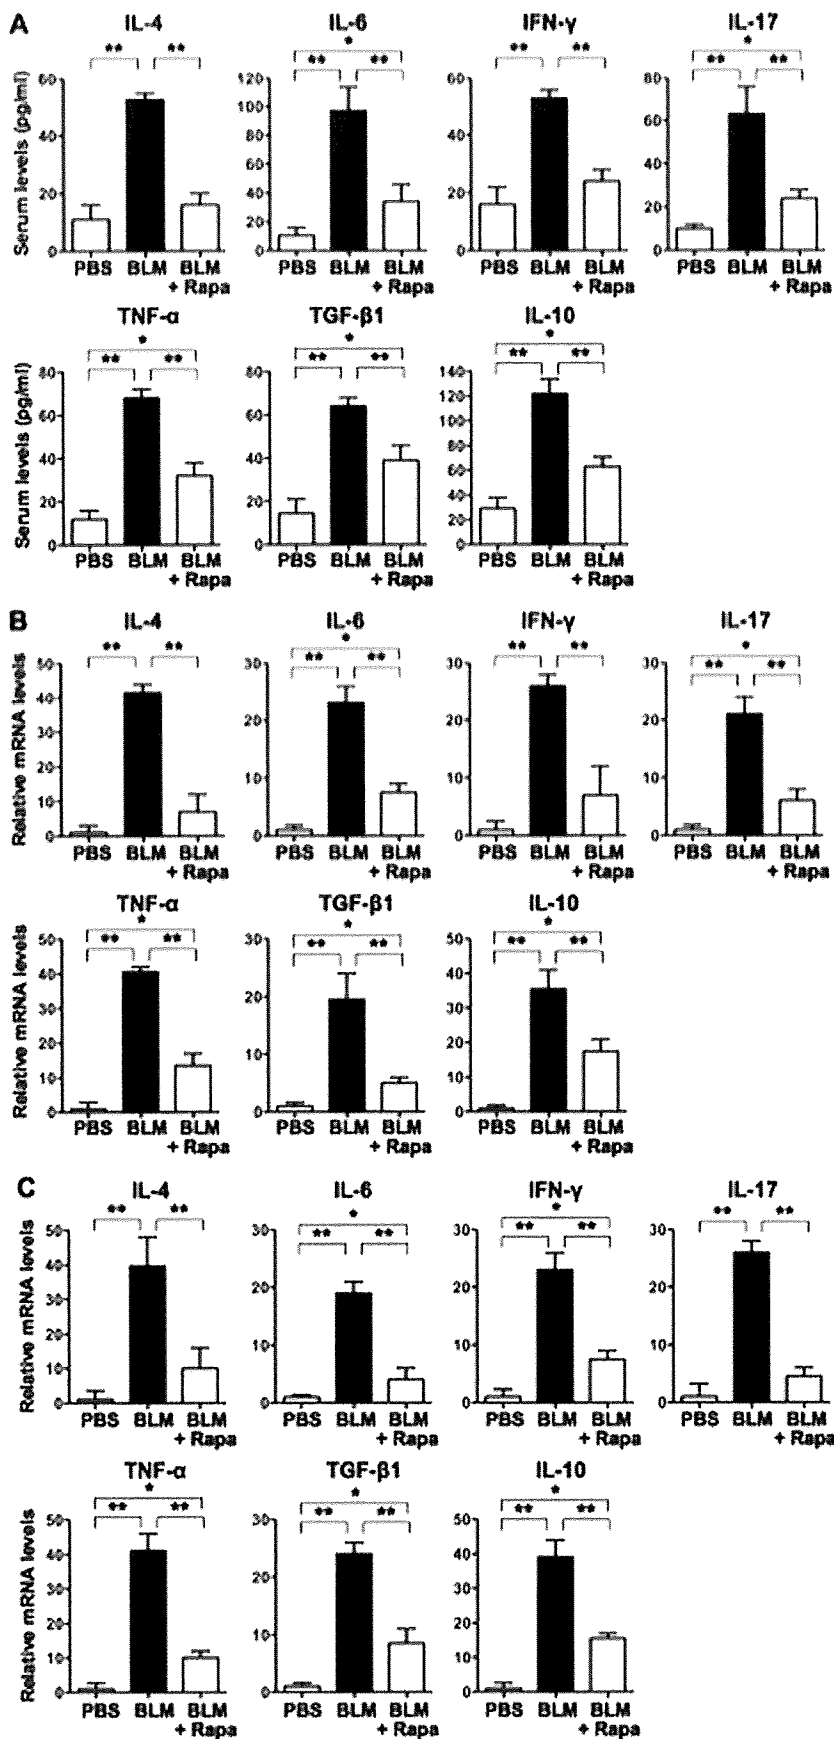 A
IL-4 IL-6 IFN-γ IL-17
** ** * ** ** ** ** * ** **
Serum levels (pg/ml)
60 40 20 0
120 100 80 60 40 20 0
60 40 20 0
80 60 40 20 0
PBS BLM BLM + Rapa
PBS BLM BLM + Rapa
PBS BLM BLM + Rapa
PBS BLM BLM + Rapa
TNF-α TGF-β1 IL-10
* ** ** * ** ** * ** **
Serum levels (pg/ml)
80 60 40 20 0
80 60 40 20 0
140 120 100 80 60 40 20 0
PBS BLM BLM + Rapa
PBS BLM BLM + Rapa
PBS BLM BLM + Rapa
B
IL-4 IL-6 IFN-γ IL-17
** ** * ** ** ** ** * ** **
Relative mRNA levels
50 40 30 20 10 0
30 20 10 0
30 20 10 0
30 20 10 0
PBS BLM BLM + Rapa
PBS BLM BLM + Rapa
PBS BLM BLM + Rapa
PBS BLM BLM + Rapa
TNF-α TGF-β1 IL-10
* ** ** * ** ** * ** **
Relative mRNA levels
50 40 30 20 10 0
30 20 10 0
50 40 30 20 10 0
PBS BLM BLM + Rapa
PBS BLM BLM + Rapa
PBS BLM BLM + Rapa
C
IL-4 IL-6 IFN-γ IL-17
** ** * ** ** * ** ** ** **
Relative mRNA levels
50 40 30 20 10 0
30 20 10 0
30 20 10 0
30 20 10 0
PBS BLM BLM + Rapa
PBS BLM BLM + Rapa
PBS BLM BLM + Rapa
PBS BLM BLM + Rapa
TNF-α TGF-β1 IL-10
* ** ** * ** ** * ** **
Relative mRNA levels
50 40 30 20 10 0
30 20 10 0
50 40 30 20 10 0
PBS BLM BLM + Rapa
PBS BLM BLM + Rapa
PBS BLM BLM + Rapa